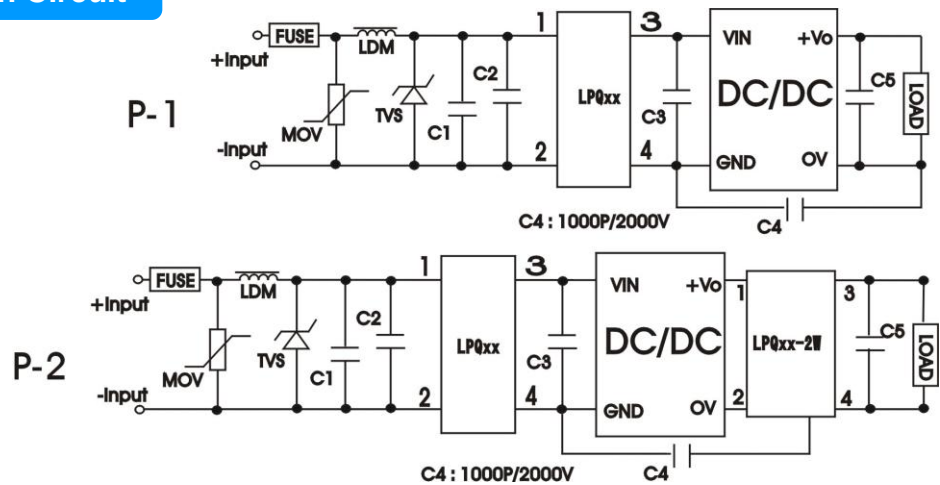 FUSE
LDM
+Input
MOV
TVS
C1
C2
1
2
LPQxx
3
4
C3
VIN
+Vo
DC/DC
GND
OV
C5
LOAD
-Input
P-1
C4 : 1000P/2000V
C4
FUSE
LDM
+Input
MOV
TVS
C1
C2
1
2
LPQxx
3
4
C3
VIN
+Vo
DC/DC
GND
OV
1
2
LPQxx-2W
3
4
C5
LOAD
-Input
P-2
C4 : 1000P/2000V
C4